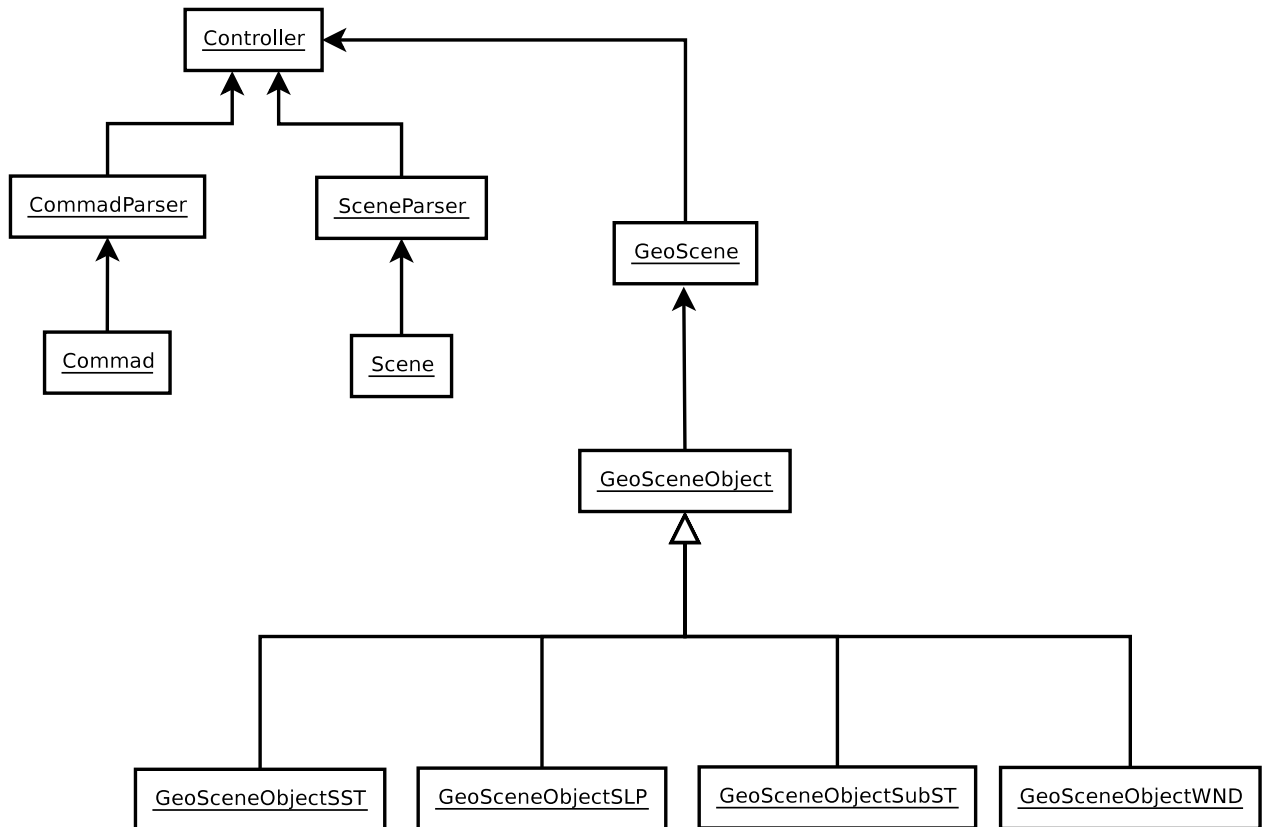 Controller
CommadParser
SceneParser
GeoScene
Commad
Scene
GeoSceneObject
GeoSceneObjectSST
GeoSceneObjectSLP
GeoSceneObjectSubST
GeoSceneObjectWND